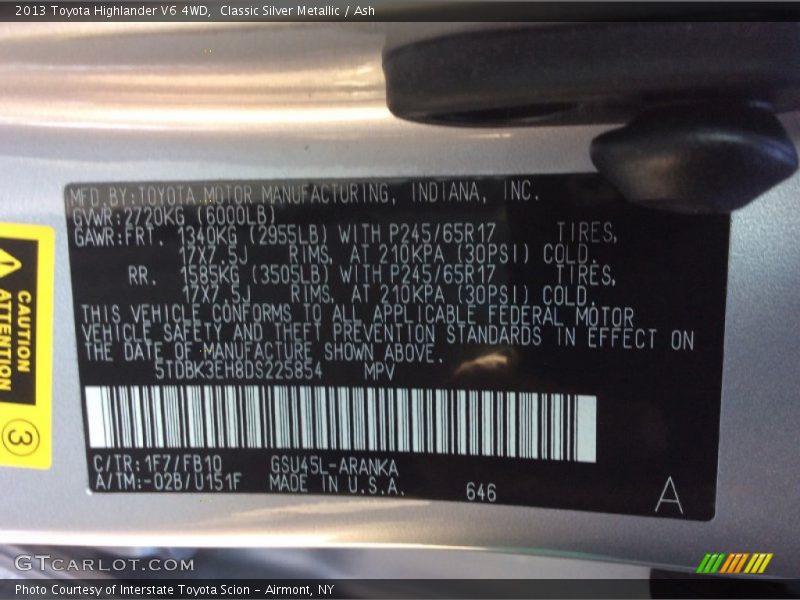 2013 Toyota Highlander V6 4WD, Classic Silver Metallic / Ash
MFD.BY:TOYOTA MOTOR MANUFACTURING, INDIANA, INC.
GVWR:2720KG (6000LB)
GAWR:FRT. 1340KG (2955LB) WITH P245/65R17 TIRES,
17X7.5J RIMS, AT 210KPA (30PSI) COLD.
RR. 1585KG (3505LB) WITH P245/65R17 TIRES,
17X7.5J RIMS, AT 210KPA (30PSI) COLD.
THIS VEHICLE CONFORMS TO ALL APPLICABLE FEDERAL MOTOR
VEHICLE SAFETY AND THEFT PREVENTION STANDARDS IN EFFECT ON
THE DATE OF MANUFACTURE SHOWN ABOVE.
5TDBK3EH8DS225854 MPV
C/TR:1F7/FB10 GSU45L-ARANKA
A/TM:-02B/U151F MADE IN U.S.A. 646 A
CAUTION
ATTENTION
3
GTCARLOT.COM
Photo Courtesy of Interstate Toyota Scion - Airmont, NY